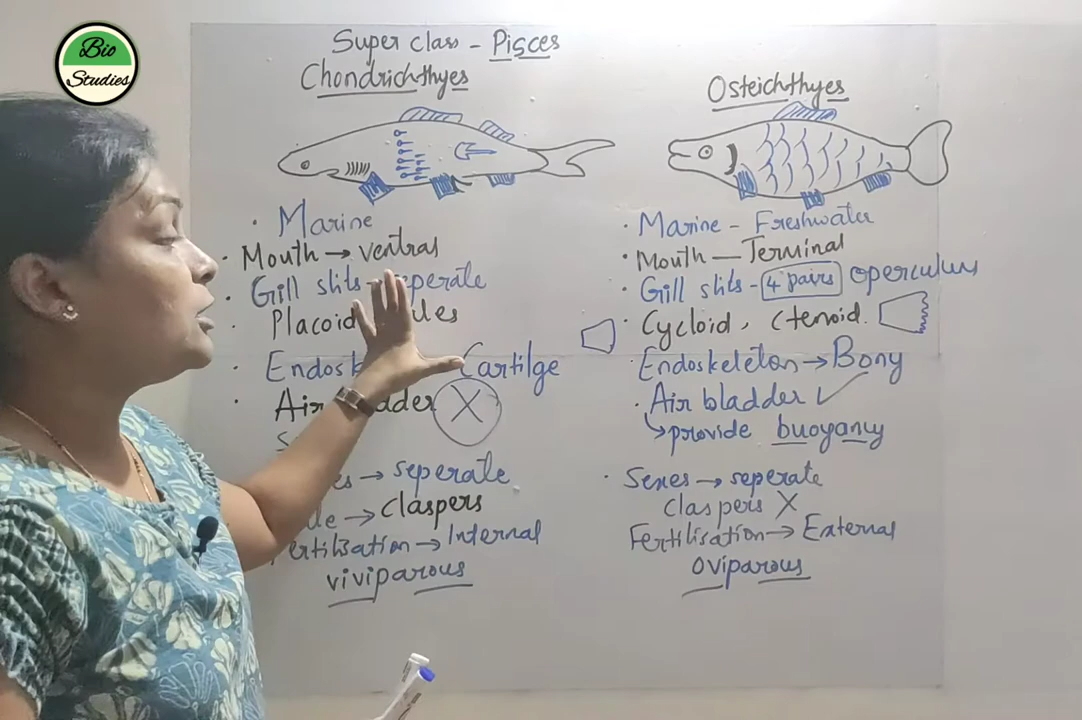 Bio
Studies
Super class - Pisces
Chondrichthyes
Marine
Mouth → ventral
Gill slits - seperate
Placoid
Cartilge
Air
seperate
→ claspers
Fertilisation → Internal
viviparous
Osteichthyes
Marine - Freshwater
Mouth — Terminal
Gill slits - 4 pairs operculum
Cycloid, Ctenoid.
Endoskeleton → Bony
Air bladder ✓
provide buoyancy
Sexes → seperate
Claspers X
Fertilisation → External
Oviparous